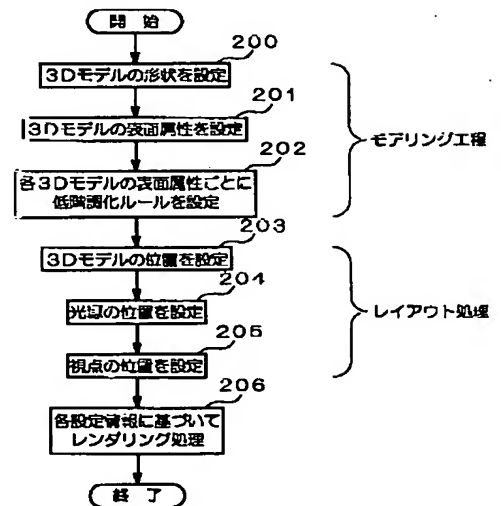 開 始
200
3Dモデルの形状を設定
201
3Dモデルの表面属性を設定
202
各3Dモデルの表面属性ごとに
低階調化ルールを設定
モデリング工程
203
3Dモデルの位置を設定
204
光源の位置を設定
205
視点の位置を設定
レイアウト処理
206
各設定情報に基づいて
レンダリング処理
終 了